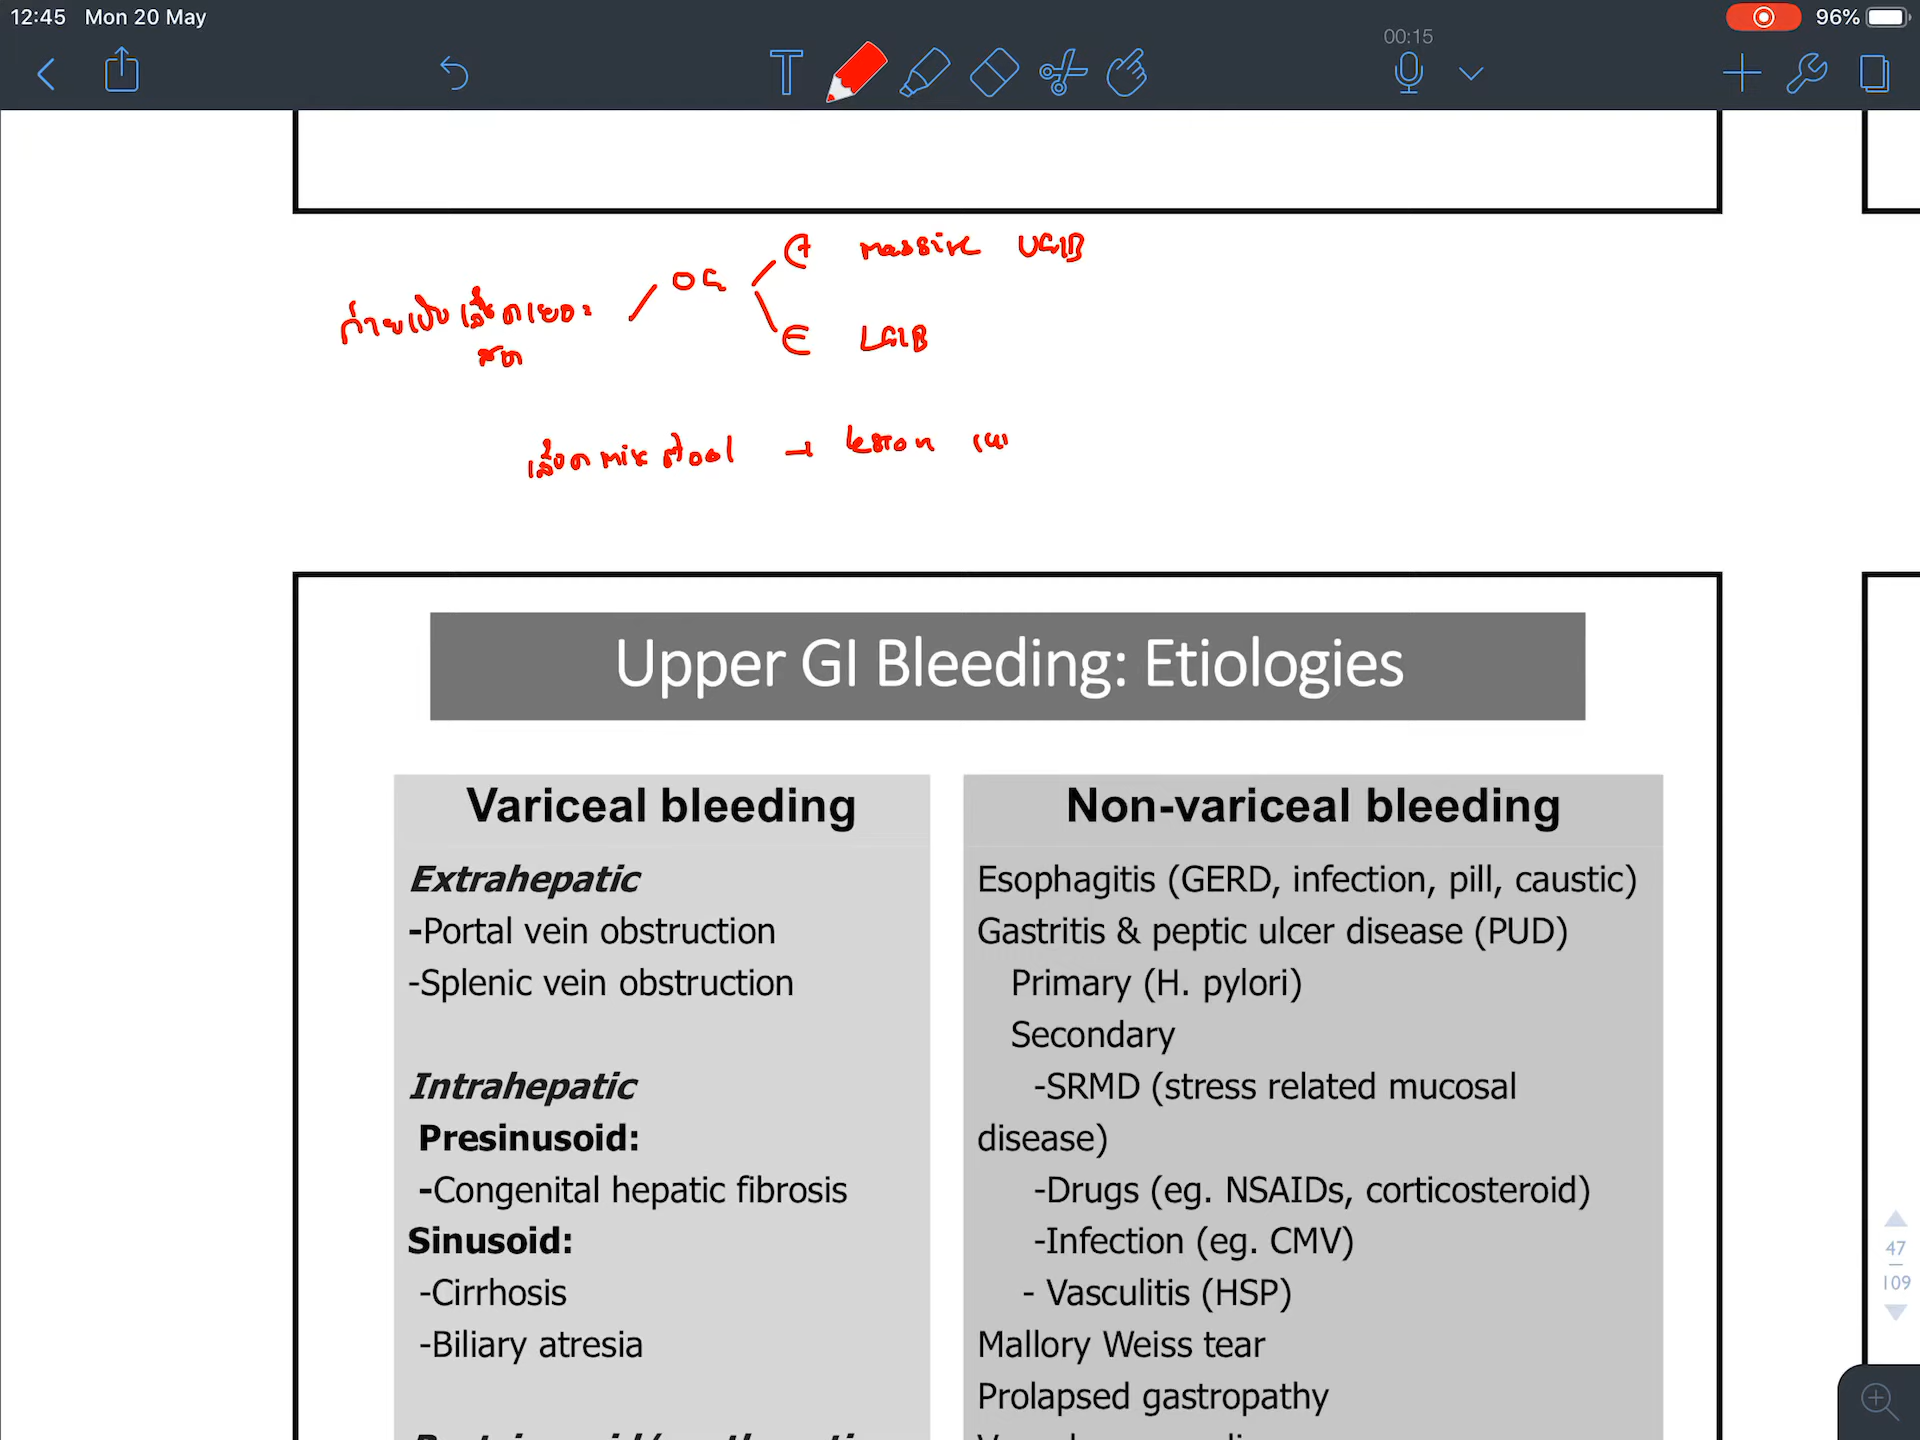 12:45 Mon 20 May
96%
00:15
massive UGIB
OG
ถ่ายเป็นเลือดเยอะ
สด
LGIB
เลือด mix stool → lesion
Upper GI Bleeding: Etiologies
Variceal bleeding
Extrahepatic
-Portal vein obstruction
-Splenic vein obstruction
Intrahepatic
Presinusoid:
-Congenital hepatic fibrosis
Sinusoid:
-Cirrhosis
-Biliary atresia
Non-variceal bleeding
Esophagitis (GERD, infection, pill, caustic)
Gastritis & peptic ulcer disease (PUD)
Primary (H. pylori)
Secondary
-SRMD (stress related mucosal
disease)
-Drugs (eg. NSAIDs, corticosteroid)
-Infection (eg. CMV)
- Vasculitis (HSP)
Mallory Weiss tear
Prolapsed gastropathy
47
109